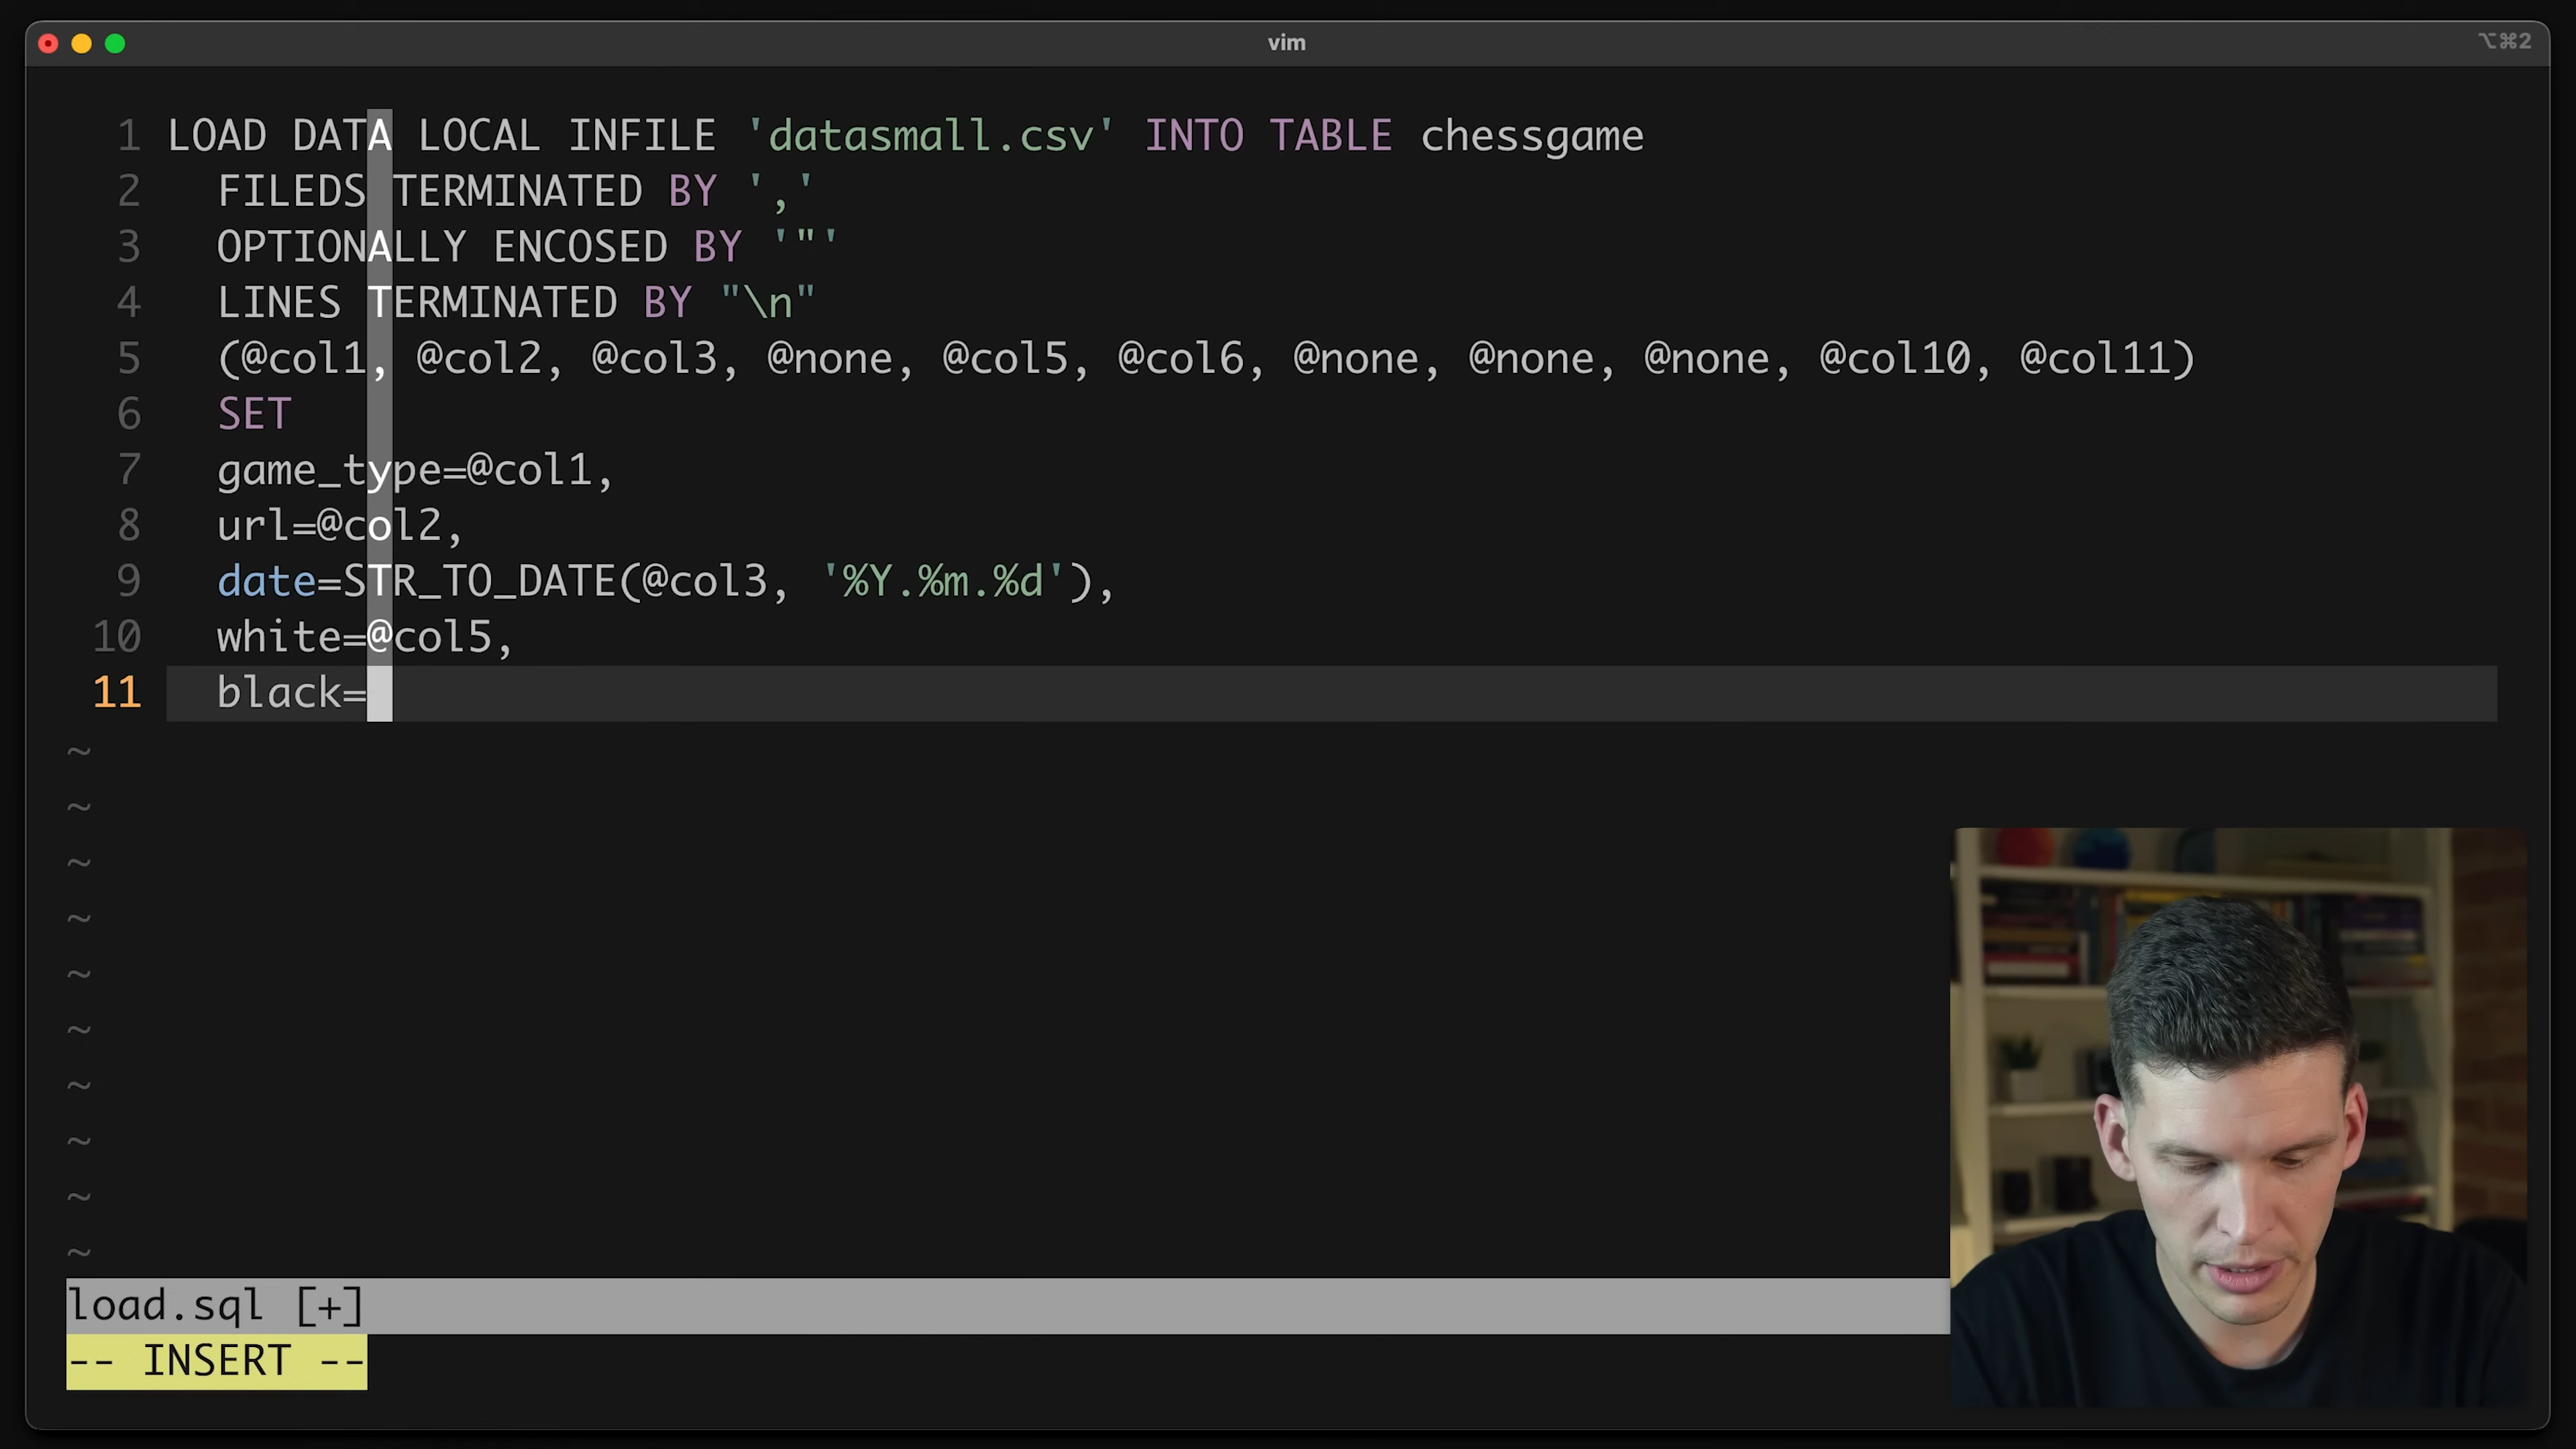 vim
⌥⌘2
1 LOAD DATA LOCAL INFILE 'datasmall.csv' INTO TABLE chessgame
2 FILEDS TERMINATED BY ','
3 OPTIONALLY ENCOSED BY '"'
4 LINES TERMINATED BY "\n"
5 (@col1, @col2, @col3, @none, @col5, @col6, @none, @none, @none, @col10, @col11)
6 SET
7 game_type=@col1,
8 url=@col2,
9 date=STR_TO_DATE(@col3, '%Y.%m.%d'),
10 white=@col5,
11 black=
~
~
~
~
~
~
~
~
~
~
load.sql [+]
-- INSERT --